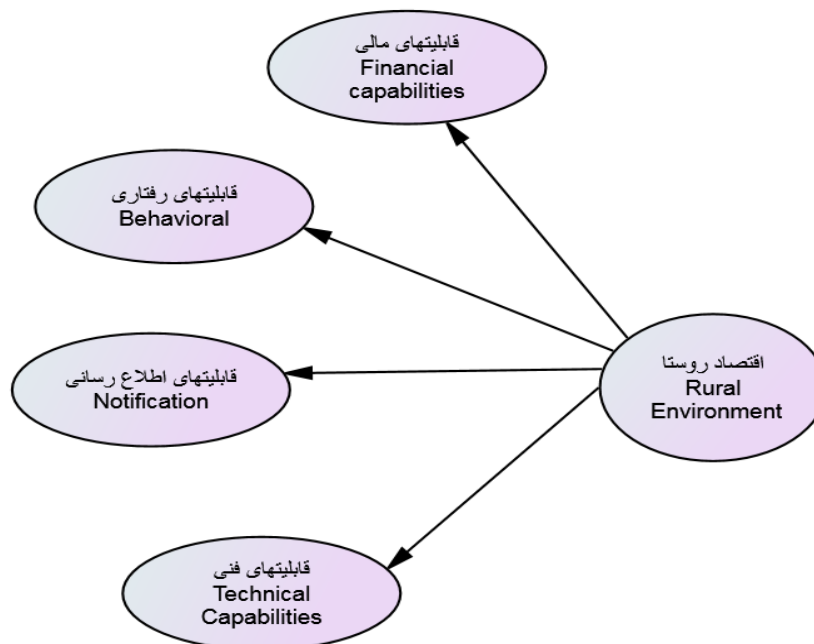 قابلیتهای مالی
Financial
capabilities
قابلیتهای رفتاری
Behavioral
قابلیتهای اطلاع رسانی
Notification
اقتصاد روستا
Rural
Environment
قابلیتهای فنی
Technical
Capabilities